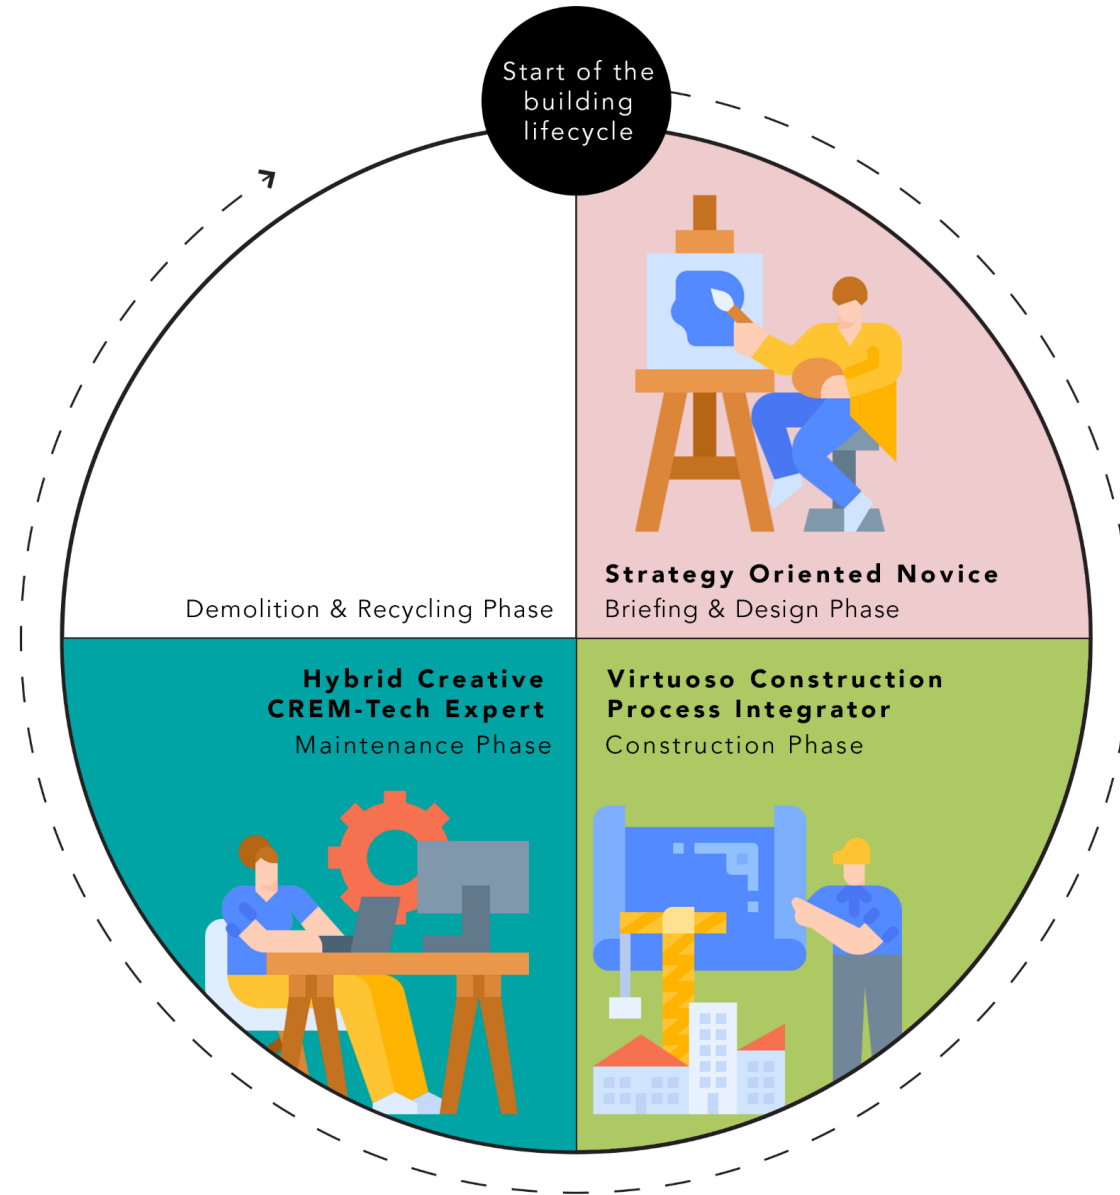 Start of the
building
lifecycle
Strategy Oriented Novice
Briefing & Design Phase
Demolition & Recycling Phase
Virtuoso Construction
Process Integrator
Construction Phase
Hybrid Creative
CREM-Tech Expert
Maintenance Phase